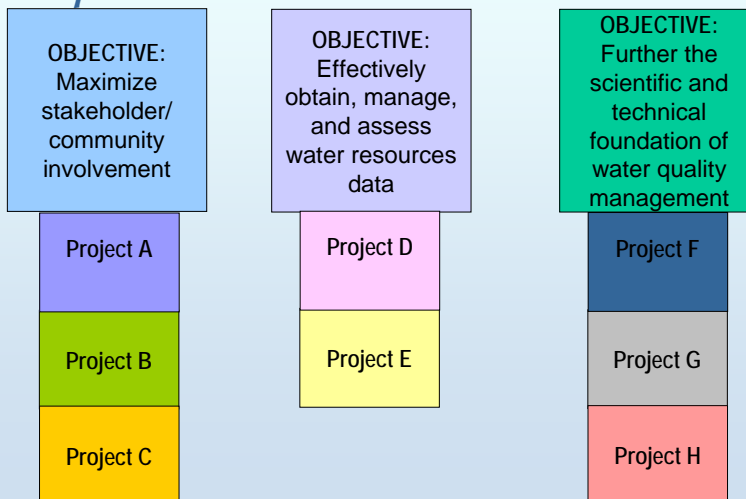 OBJECTIVE:
Maximize
stakeholder/
community
involvement
Project A
Project B
Project C
OBJECTIVE:
Effectively
obtain, manage,
and assess
water resources
data
Project D
Project E
OBJECTIVE:
Further the
scientific and
technical
foundation of
water quality
management
Project F
Project G
Project H